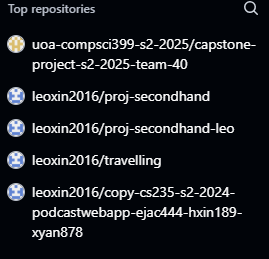 Top repositories
uoa-compsci399-s2-2025/capstone-
project-s2-2025-team-40
leoxin2016/proj-secondhand
leoxin2016/proj-secondhand-leo
leoxin2016/travelling
leoxin2016/copy-cs235-s2-2024-
podcastwebapp-ejac444-hxin189-
xyan878